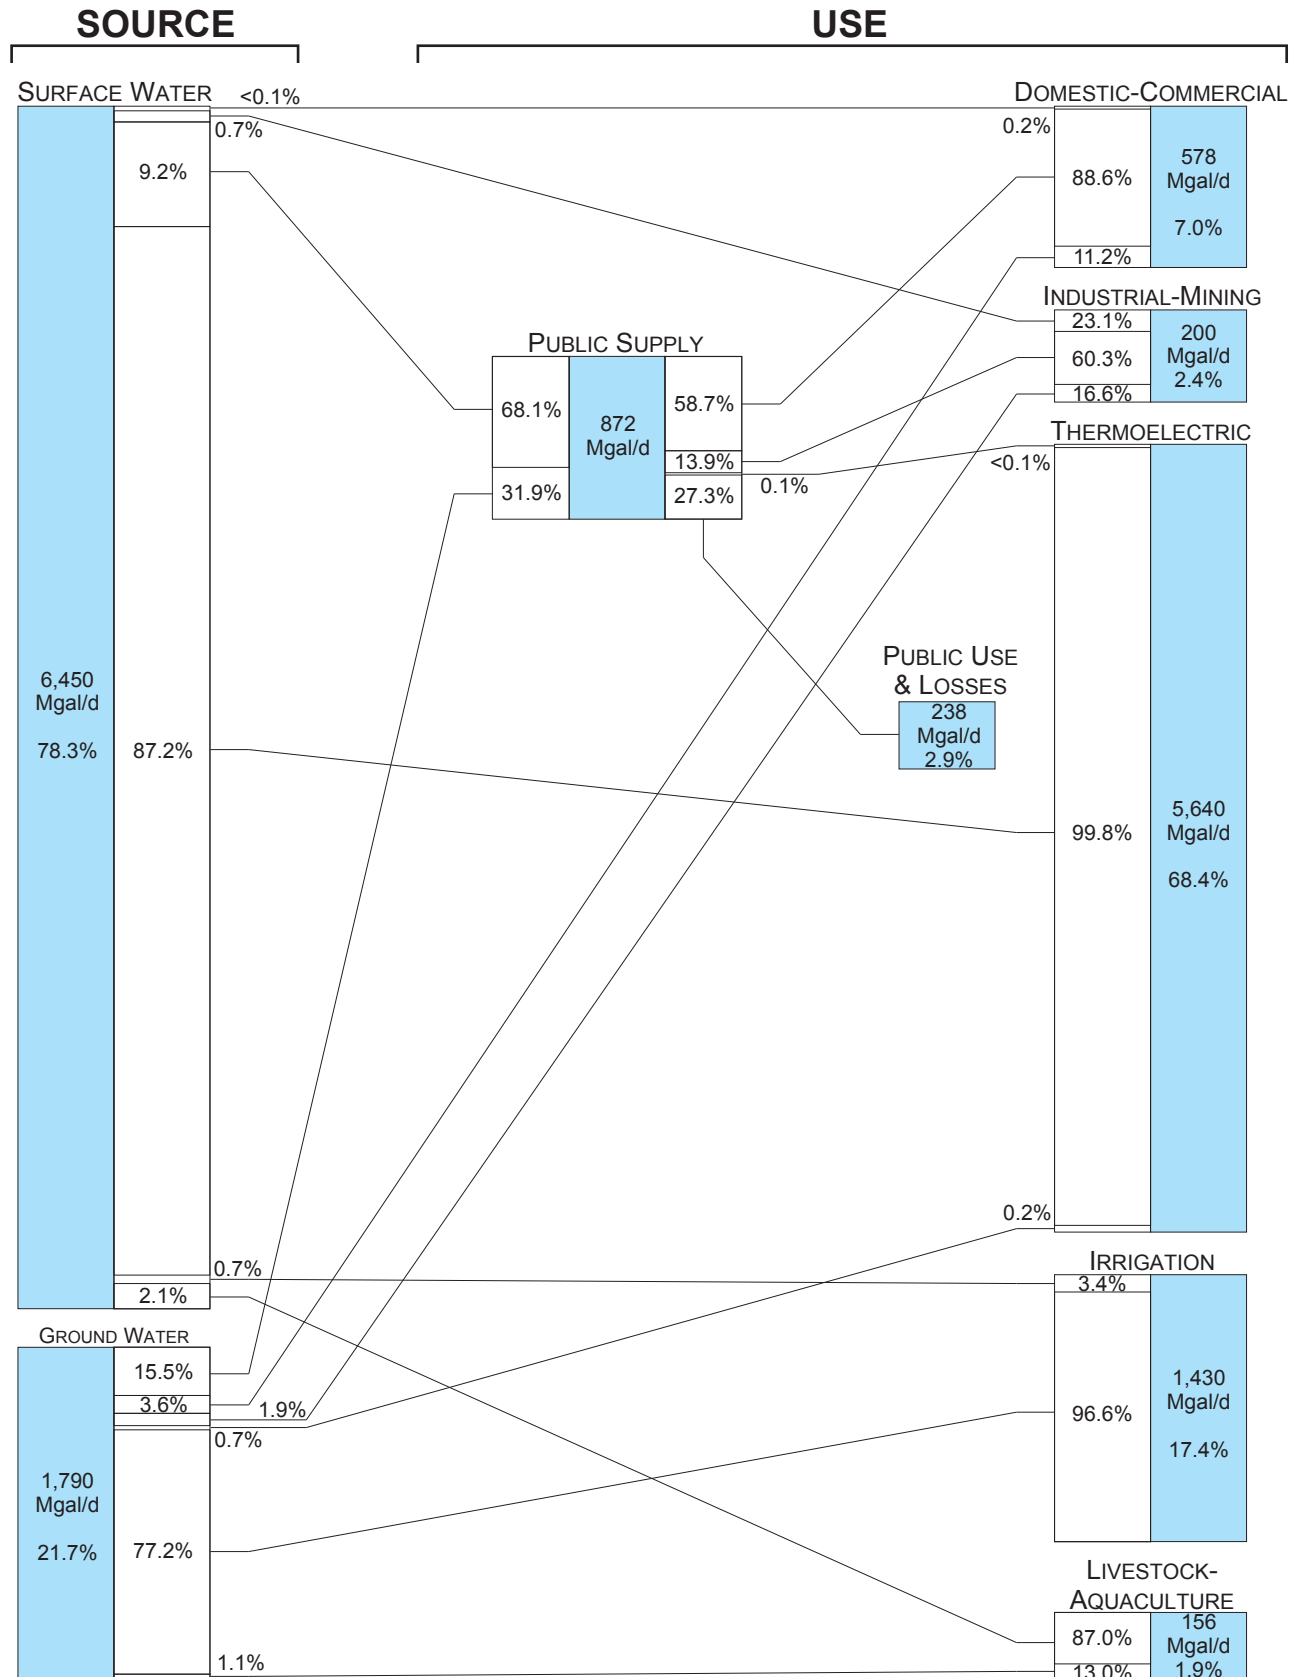 SOURCE
USE
SURFACE WATER
<0.1%
0.7%
9.2%
6,450
Mgal/d
78.3%
87.2%
0.7%
2.1%
GROUND WATER
15.5%
3.6%
1.9%
0.7%
1,790
Mgal/d
21.7%
77.2%
1.1%
PUBLIC SUPPLY
68.1%
31.9%
872
Mgal/d
58.7%
13.9%
0.1%
27.3%
PUBLIC USE
& LOSSES
238
Mgal/d
2.9%
DOMESTIC-COMMERCIAL
0.2%
88.6%
11.2%
578
Mgal/d
7.0%
INDUSTRIAL-MINING
23.1%
60.3%
16.6%
200
Mgal/d
2.4%
THERMOELECTRIC
<0.1%
99.8%
0.2%
5,640
Mgal/d
68.4%
IRRIGATION
3.4%
96.6%
1,430
Mgal/d
17.4%
LIVESTOCK-
AQUACULTURE
87.0%
13.0%
156
Mgal/d
1.9%